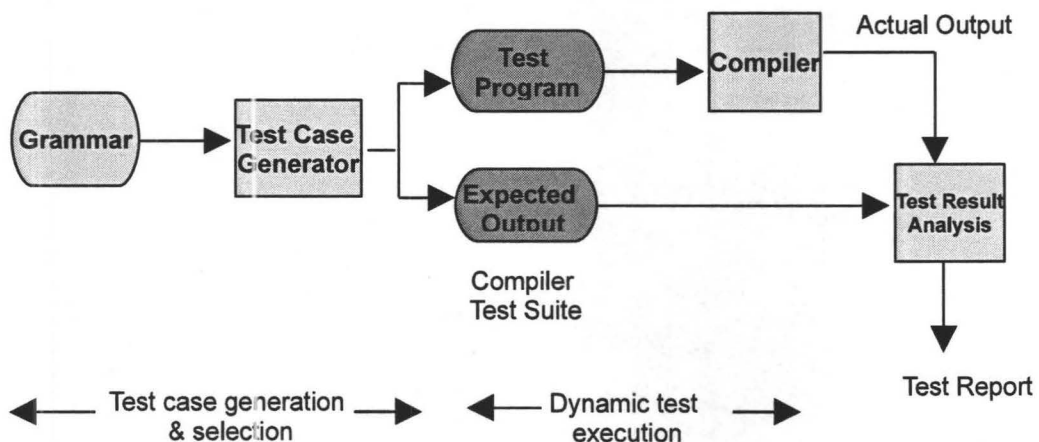 Grammar
Test Case
Generator
Test
Program
Expected
Output
Compiler
Test Suite
Compiler
Actual Output
Test Result
Analysis
Test Report
Test case generation
& selection
Dynamic test
execution